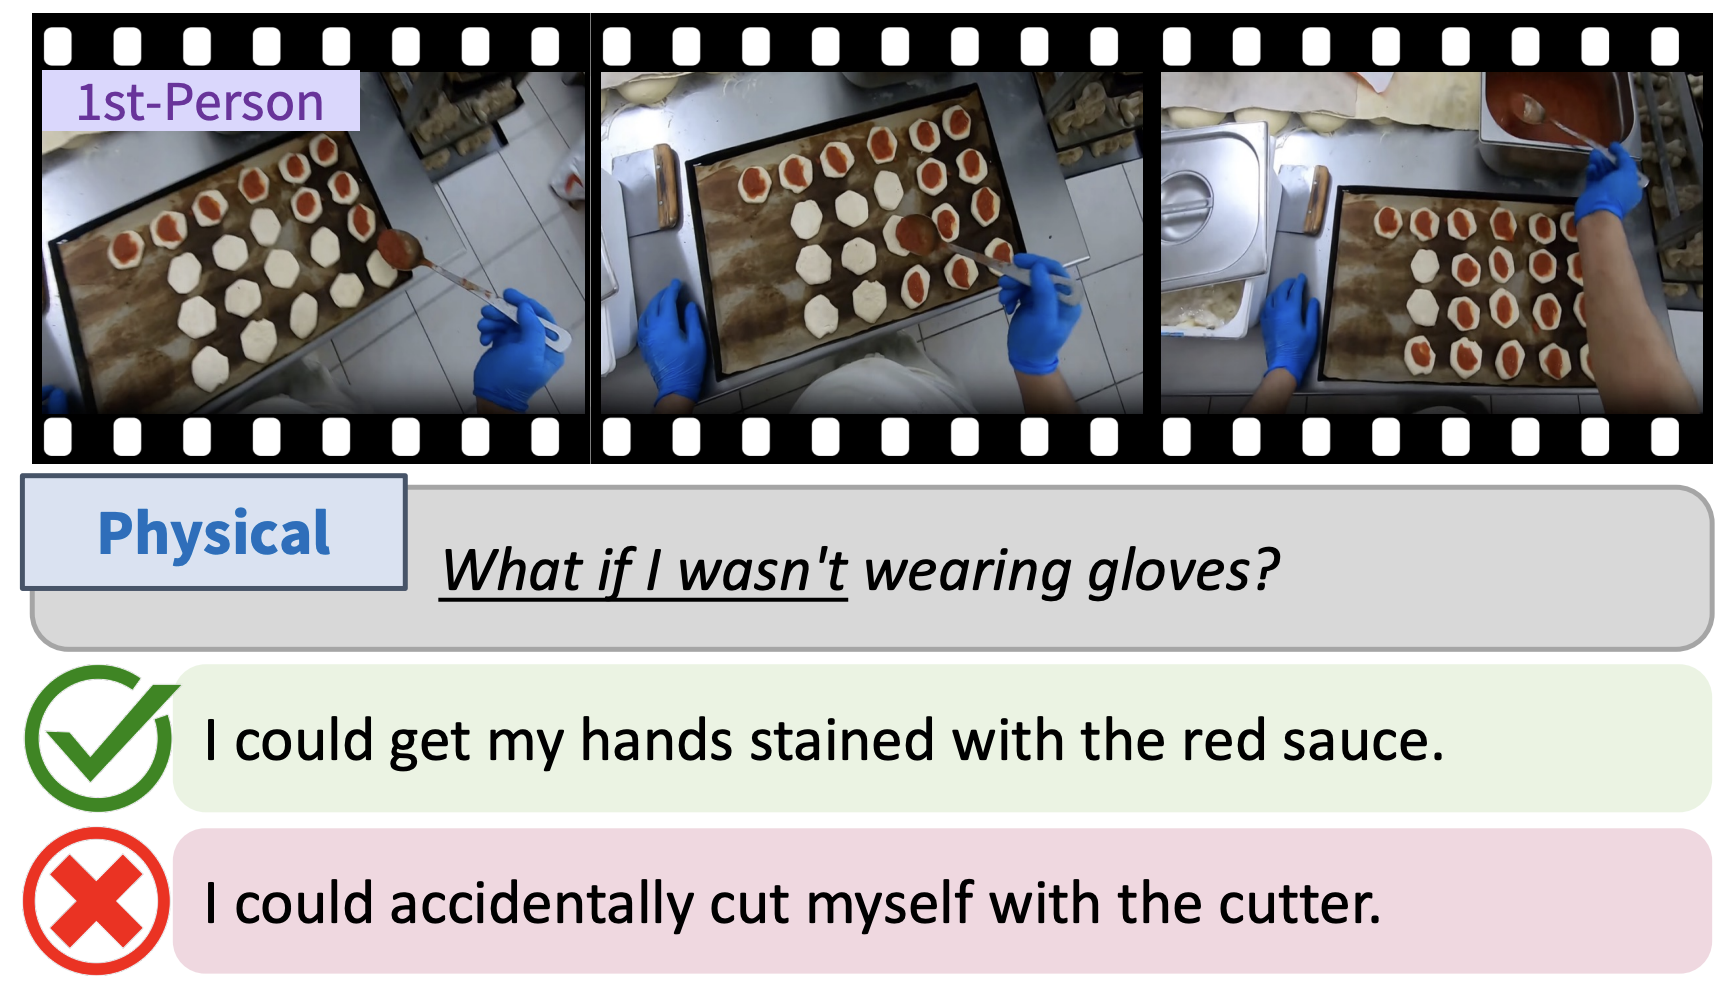 1st-Person
Physical
What if I wasn't wearing gloves?
I could get my hands stained with the red sauce.
I could accidentally cut myself with the cutter.